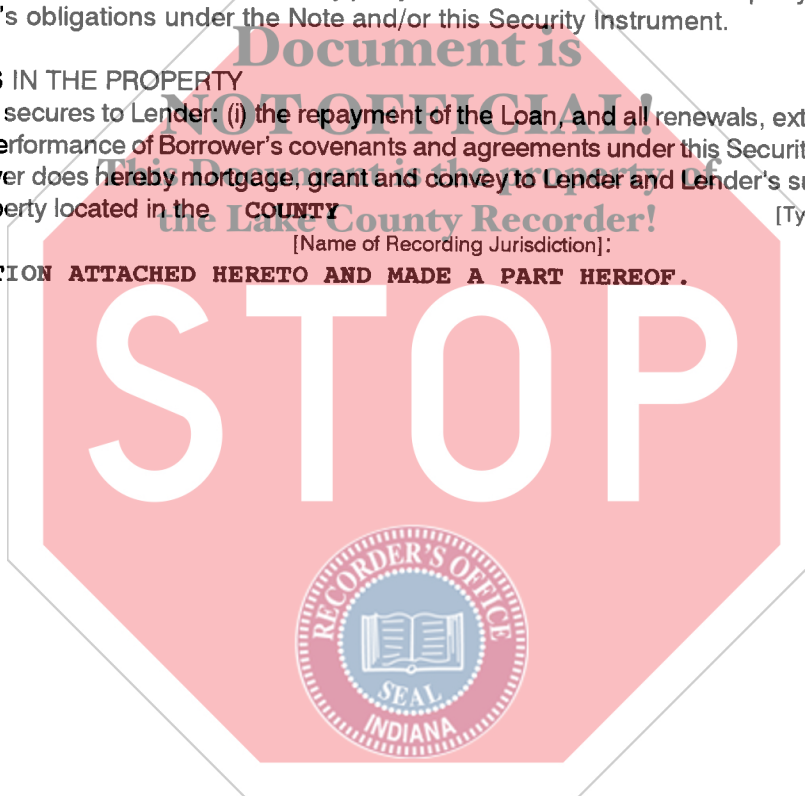 's obligations under the Note and/or this Security Instrument.
Document is
IN THE PROPERTY
NOT OFFICIAL!
secures to Lender: (i) the repayment of the Loan, and all renewals, ext
erformance of Borrower's covenants and agreements under this Securit
This Document is the property of
er does hereby mortgage, grant and convey to Lender and Lender's su
erty located in the COUNTY [Ty
the Lake County Recorder!
[Name of Recording Jurisdiction]:
TION ATTACHED HERETO AND MADE A PART HEREOF.
STOP
RECORDER'S OFFICE
SEAL
INDIANA